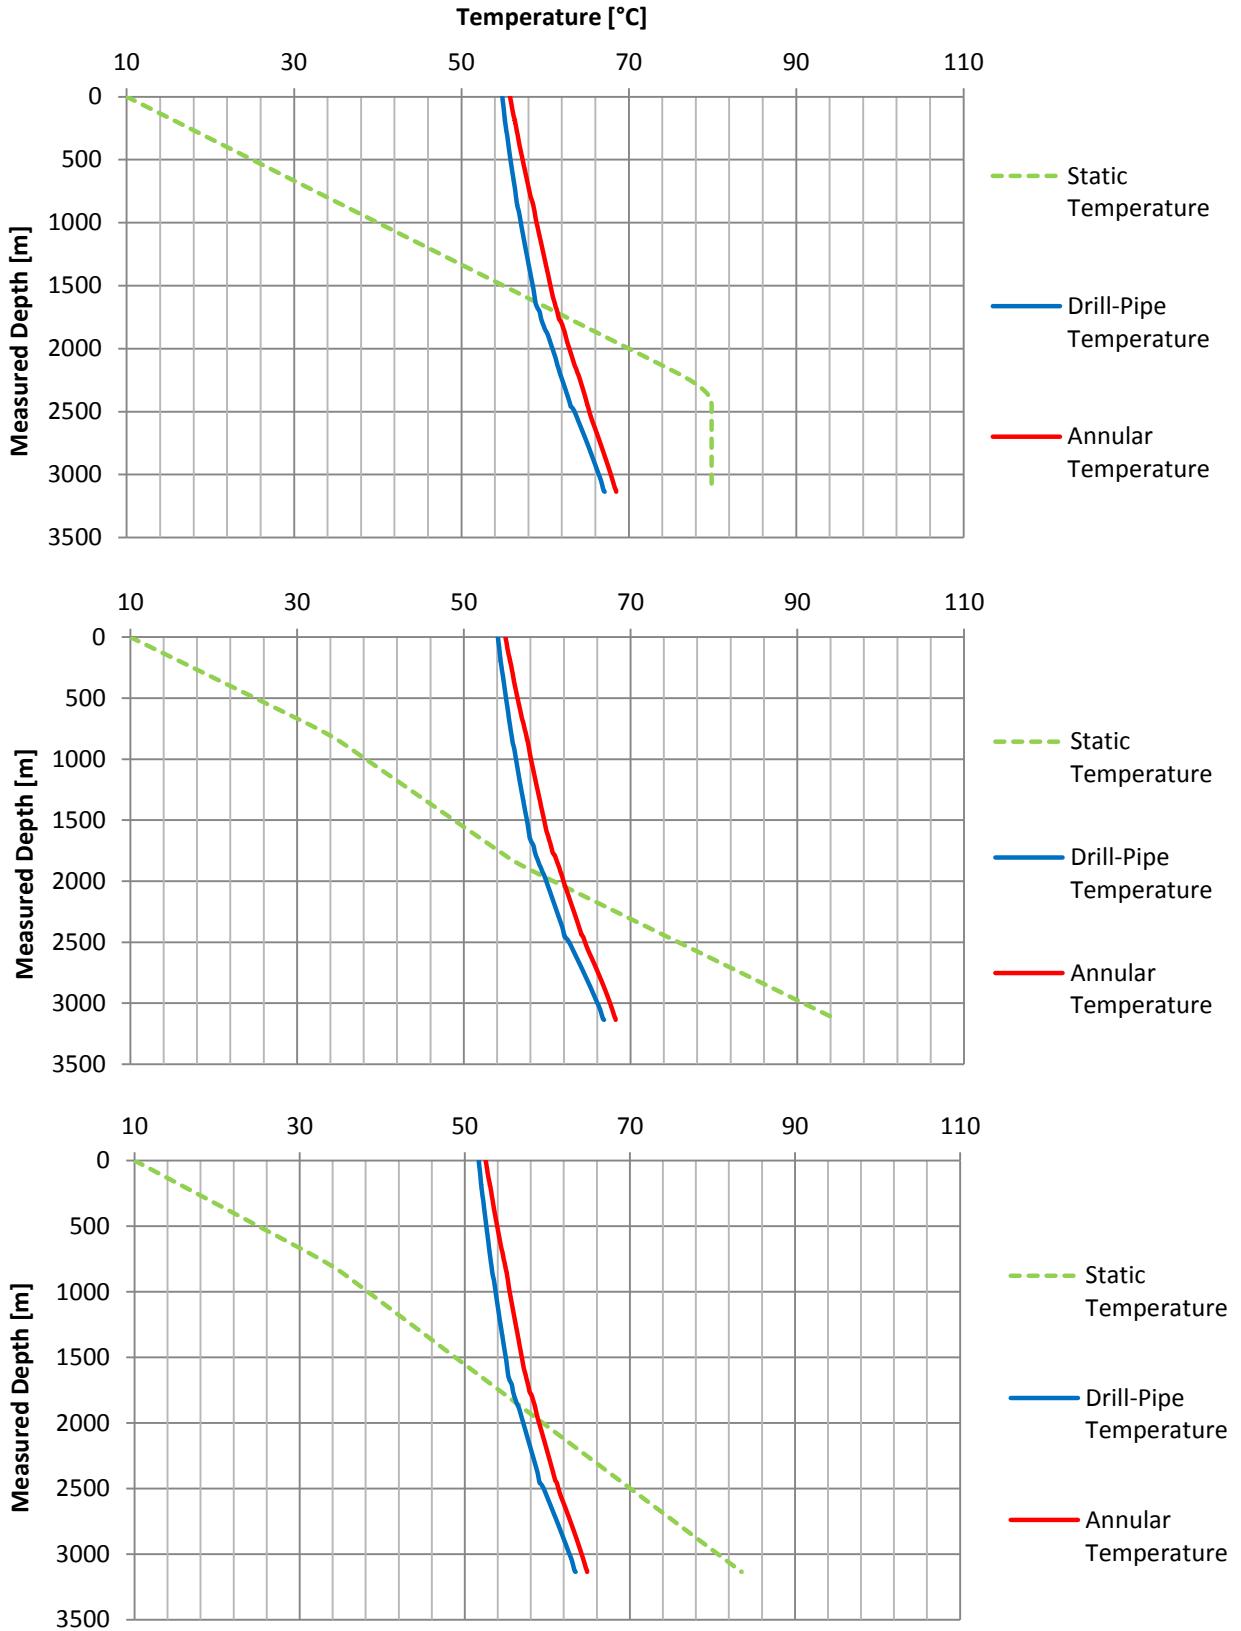 Temperature [°C]
10 30 50 70 90 110
0
500
1000
1500
2000
2500
3000
3500
Measured Depth [m]
Static
Temperature
Drill-Pipe
Temperature
Annular
Temperature
10 30 50 70 90 110
0
500
1000
1500
2000
2500
3000
3500
Measured Depth [m]
Static
Temperature
Drill-Pipe
Temperature
Annular
Temperature
10 30 50 70 90 110
0
500
1000
1500
2000
2500
3000
3500
Measured Depth [m]
Static
Temperature
Drill-Pipe
Temperature
Annular
Temperature